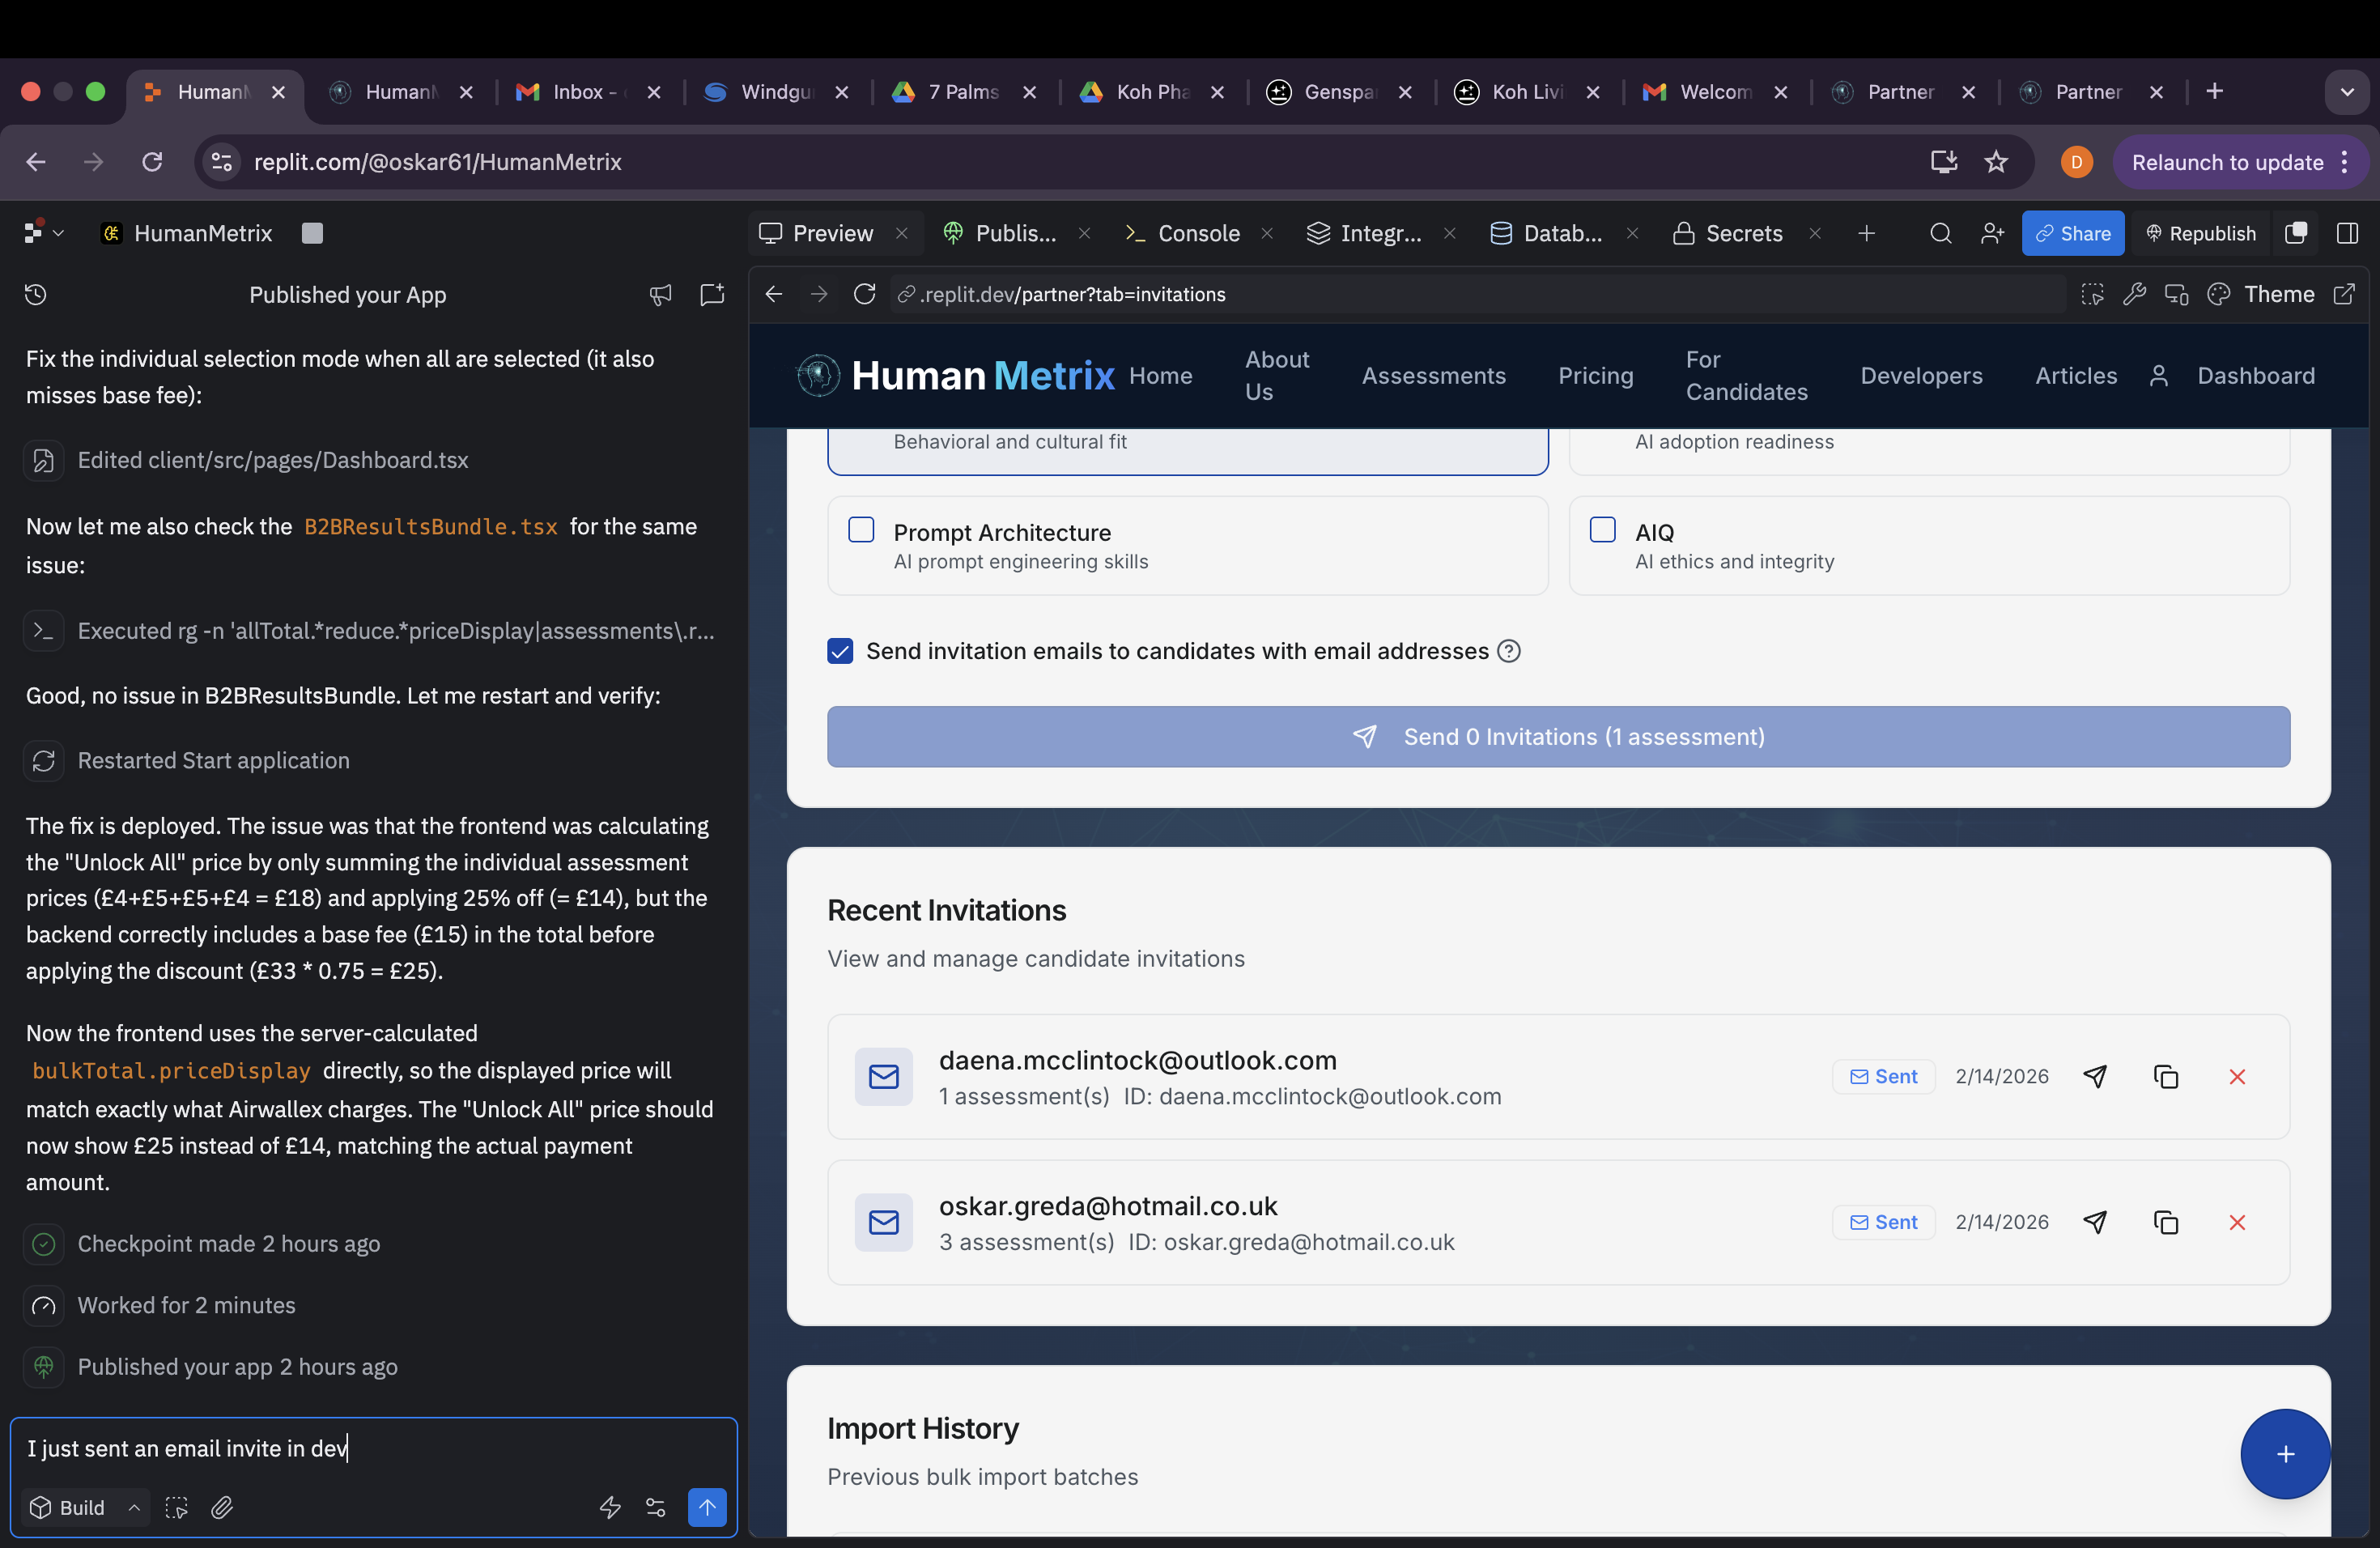 HumanM
HumanM
Inbox -
Windgu
7 Palms
Koh Pha
Genspa
Koh Livi
Welcom
Partner
Partner
replit.com/@oskar61/HumanMetrix
D
Relaunch to update
HumanMetrix
Preview
Publis...
Console
Integr...
Datab...
Secrets
Share
Republish
Published your App
.replit.dev/partner?tab=invitations
Theme
Fix the individual selection mode when all are selected (it also
misses base fee):
Edited client/src/pages/Dashboard.tsx
Now let me also check the B2BResultsBundle.tsx for the same
issue:
Executed rg -n 'allTotal.*reduce.*priceDisplay|assessments\.r...
Good, no issue in B2BResultsBundle. Let me restart and verify:
Restarted Start application
The fix is deployed. The issue was that the frontend was calculating
the "Unlock All" price by only summing the individual assessment
prices (£4+£5+£5+£4 = £18) and applying 25% off (= £14), but the
backend correctly includes a base fee (£15) in the total before
applying the discount (£33 * 0.75 = £25).
Now the frontend uses the server-calculated
bulkTotal.priceDisplay directly, so the displayed price will
match exactly what Airwallex charges. The "Unlock All" price should
now show £25 instead of £14, matching the actual payment
amount.
Checkpoint made 2 hours ago
Worked for 2 minutes
Published your app 2 hours ago
I just sent an email invite in dev
Build
Human Metrix
Home
About
Us
Assessments
Pricing
For
Candidates
Developers
Articles
Dashboard
Behavioral and cultural fit
AI adoption readiness
Prompt Architecture
AI prompt engineering skills
AIQ
AI ethics and integrity
Send invitation emails to candidates with email addresses
Send 0 Invitations (1 assessment)
Recent Invitations
View and manage candidate invitations
daena.mcclintock@outlook.com
1 assessment(s) ID: daena.mcclintock@outlook.com
Sent
2/14/2026
oskar.greda@hotmail.co.uk
3 assessment(s) ID: oskar.greda@hotmail.co.uk
Sent
2/14/2026
Import History
Previous bulk import batches